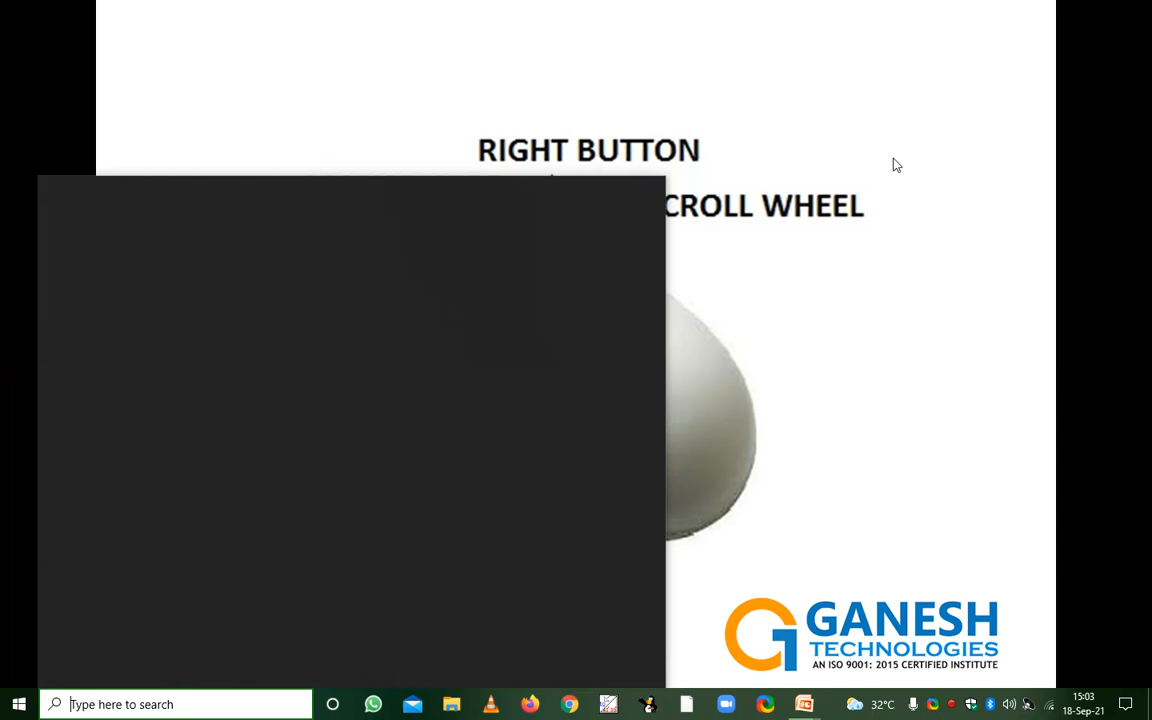 RIGHT BUTTON
CROLL WHEEL
GANESH
TECHNOLOGIES
AN ISO 9001: 2015 CERTIFIED INSTITUTE
Type here to search
32°C
15:03
18-Sep-21